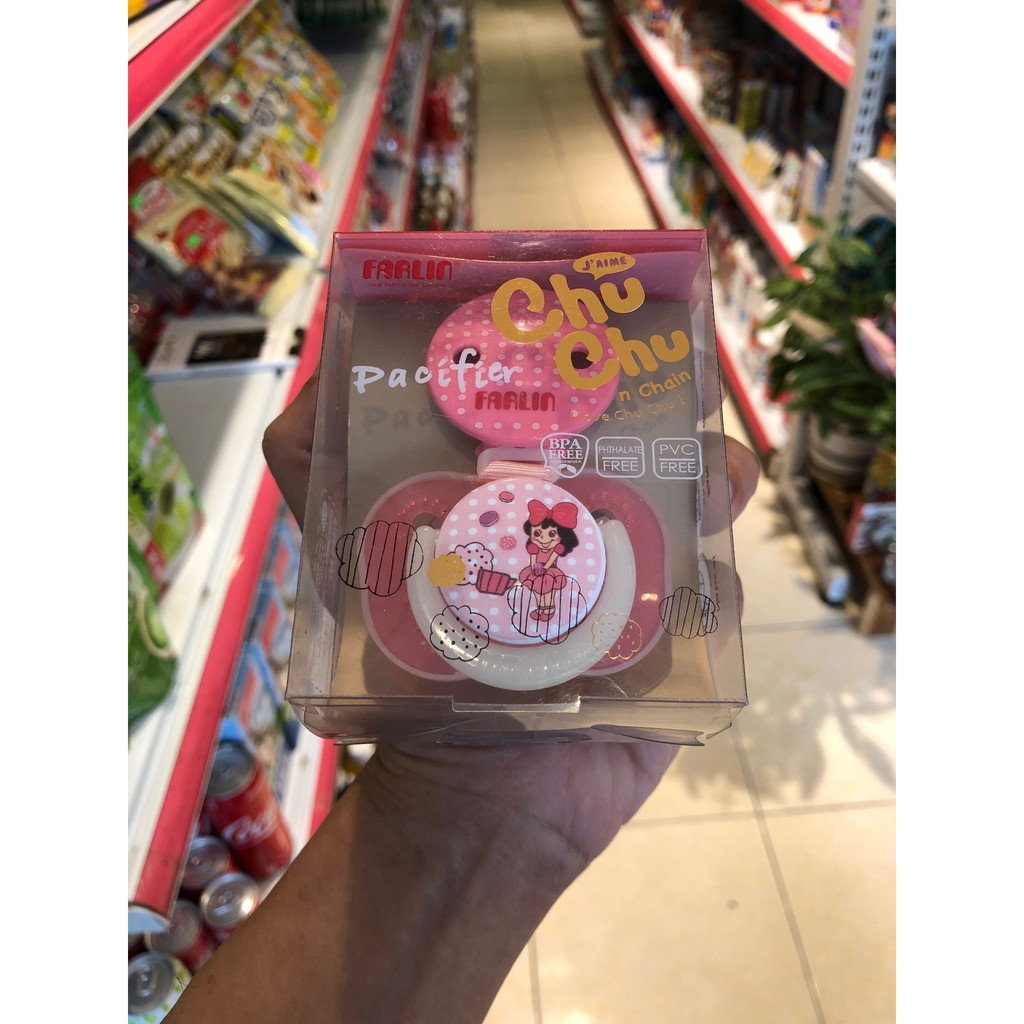 FARLIN
J'AIME
Chu
Chu
Pacifier
n Chain
FARLIN
BPA
FREE
PHTHALATE
FREE
PVC
FREE